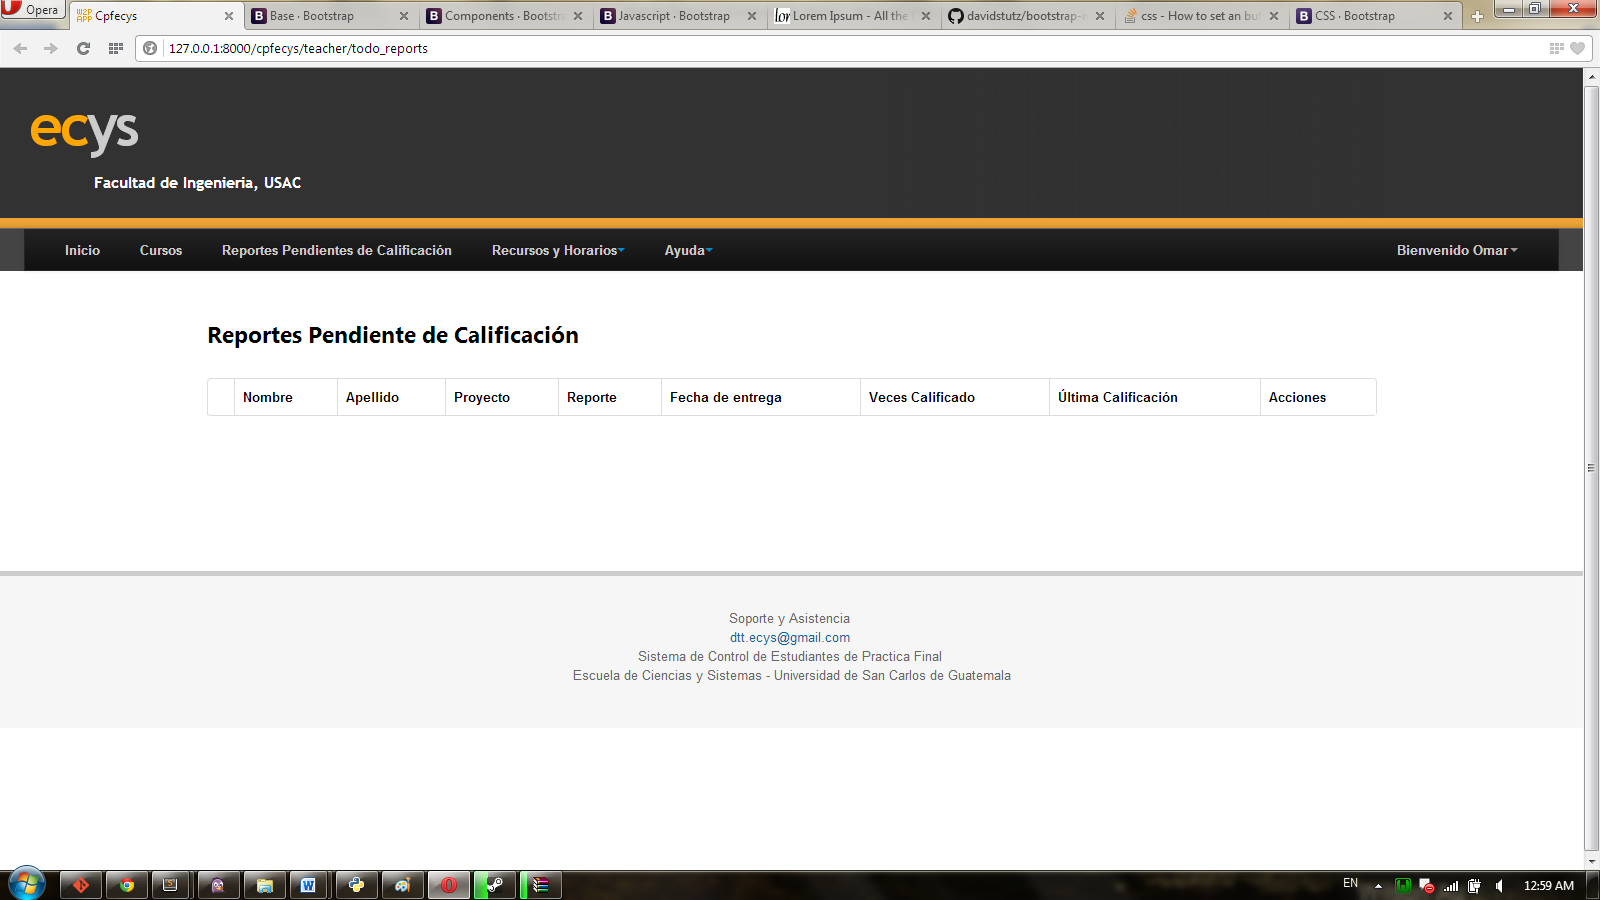 Opera
Cpfecys
Base · Bootstrap
Components · Bootstra
Javascript · Bootstrap
Lorem Ipsum - All the
davidstutz/bootstrap-
css - How to set an bu
CSS · Bootstrap
127.0.0.1:8000/cpfecys/teacher/todo_reports
ecys
Facultad de Ingenieria, USAC
Inicio
Cursos
Reportes Pendientes de Calificación
Recursos y Horarios
Ayuda
Bienvenido Omar
Reportes Pendiente de Calificación
Nombre
Apellido
Proyecto
Reporte
Fecha de entrega
Veces Calificado
Última Calificación
Acciones
Soporte y Asistencia
dtt.ecys@gmail.com
Sistema de Control de Estudiantes de Practica Final
Escuela de Ciencias y Sistemas - Universidad de San Carlos de Guatemala
EN
12:59 AM